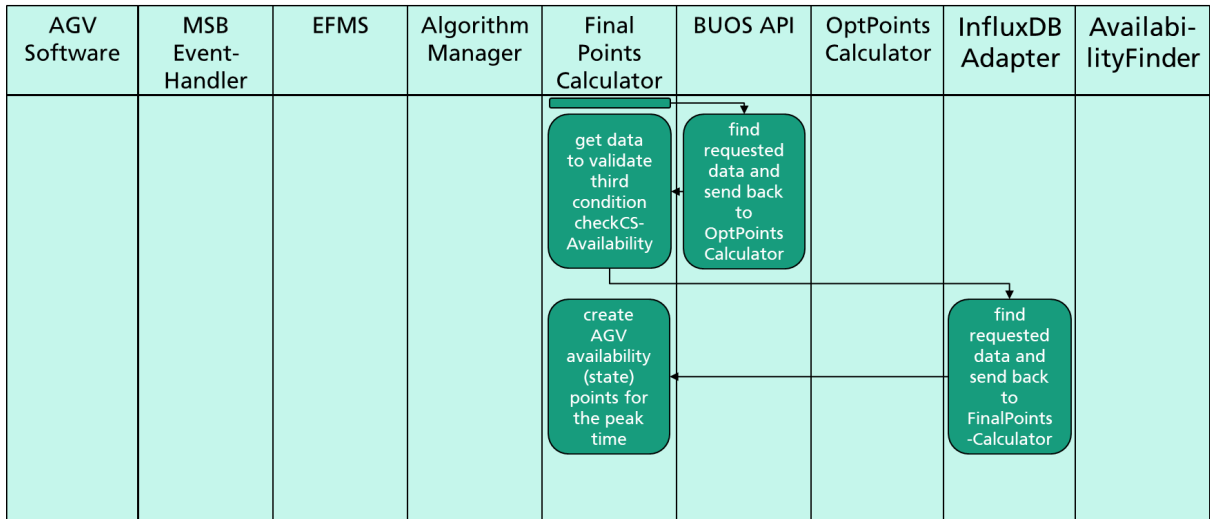 AGV
Software
MSB
Event-
Handler
EFMS
Algorithm
Manager
Final
Points
Calculator
BUOS API
OptPoints
Calculator
InfluxDB
Adapter
Availabi-
lityFinder
get data
to validate
third
condition
checkCS-
Availability
find
requested
data and
send back
to
OptPoints
Calculator
create
AGV
availability
(state)
points for
the peak
time
find
requested
data and
send back
to
FinalPoints
-Calculator